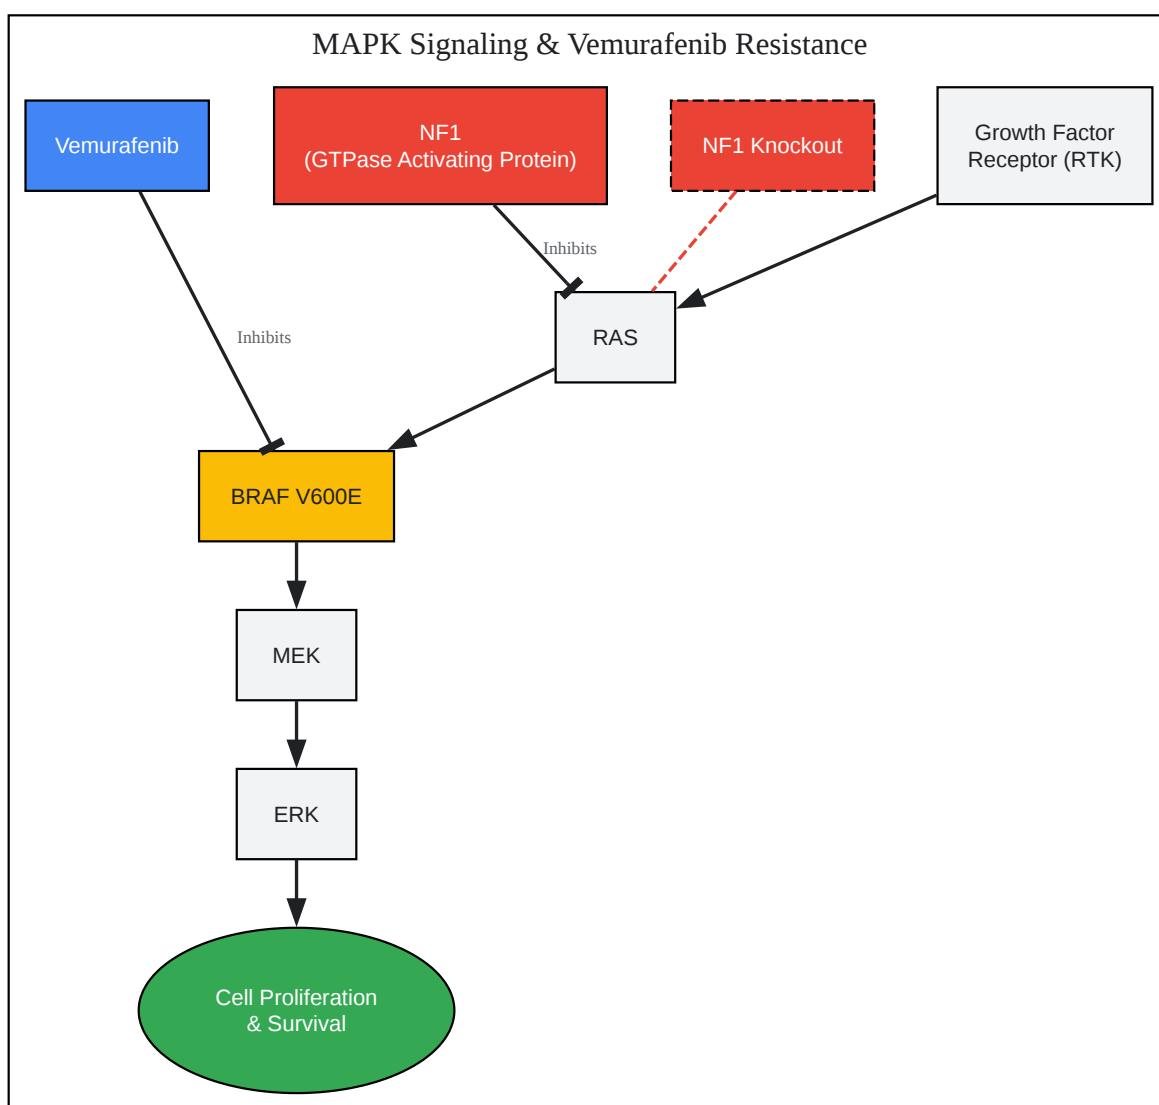 MAPK Signaling & Vemurafenib Resistance
Vemurafenib
NF1
(GTPase Activating Protein)
NF1 Knockout
Growth Factor
Receptor (RTK)
Inhibits
Inhibits
RAS
BRAF V600E
MEK
ERK
Cell Proliferation
& Survival